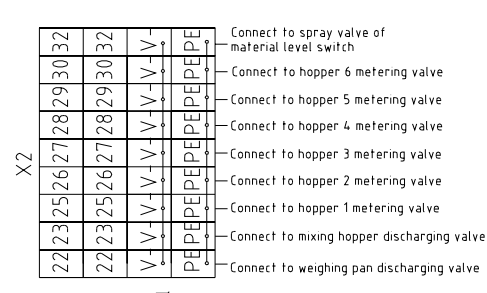 32 32 V- PE Connect to spray valve of
material level switch
30 30 V- PE Connect to hopper 6 metering valve
29 29 V- PE Connect to hopper 5 metering valve
28 28 V- PE Connect to hopper 4 metering valve
27 27 V- PE Connect to hopper 3 metering valve
X2
26 26 V- PE Connect to hopper 2 metering valve
25 25 V- PE Connect to hopper 1 metering valve
23 23 V- PE Connect to mixing hopper discharging valve
22 22 V- PE Connect to weighing pan discharging valve